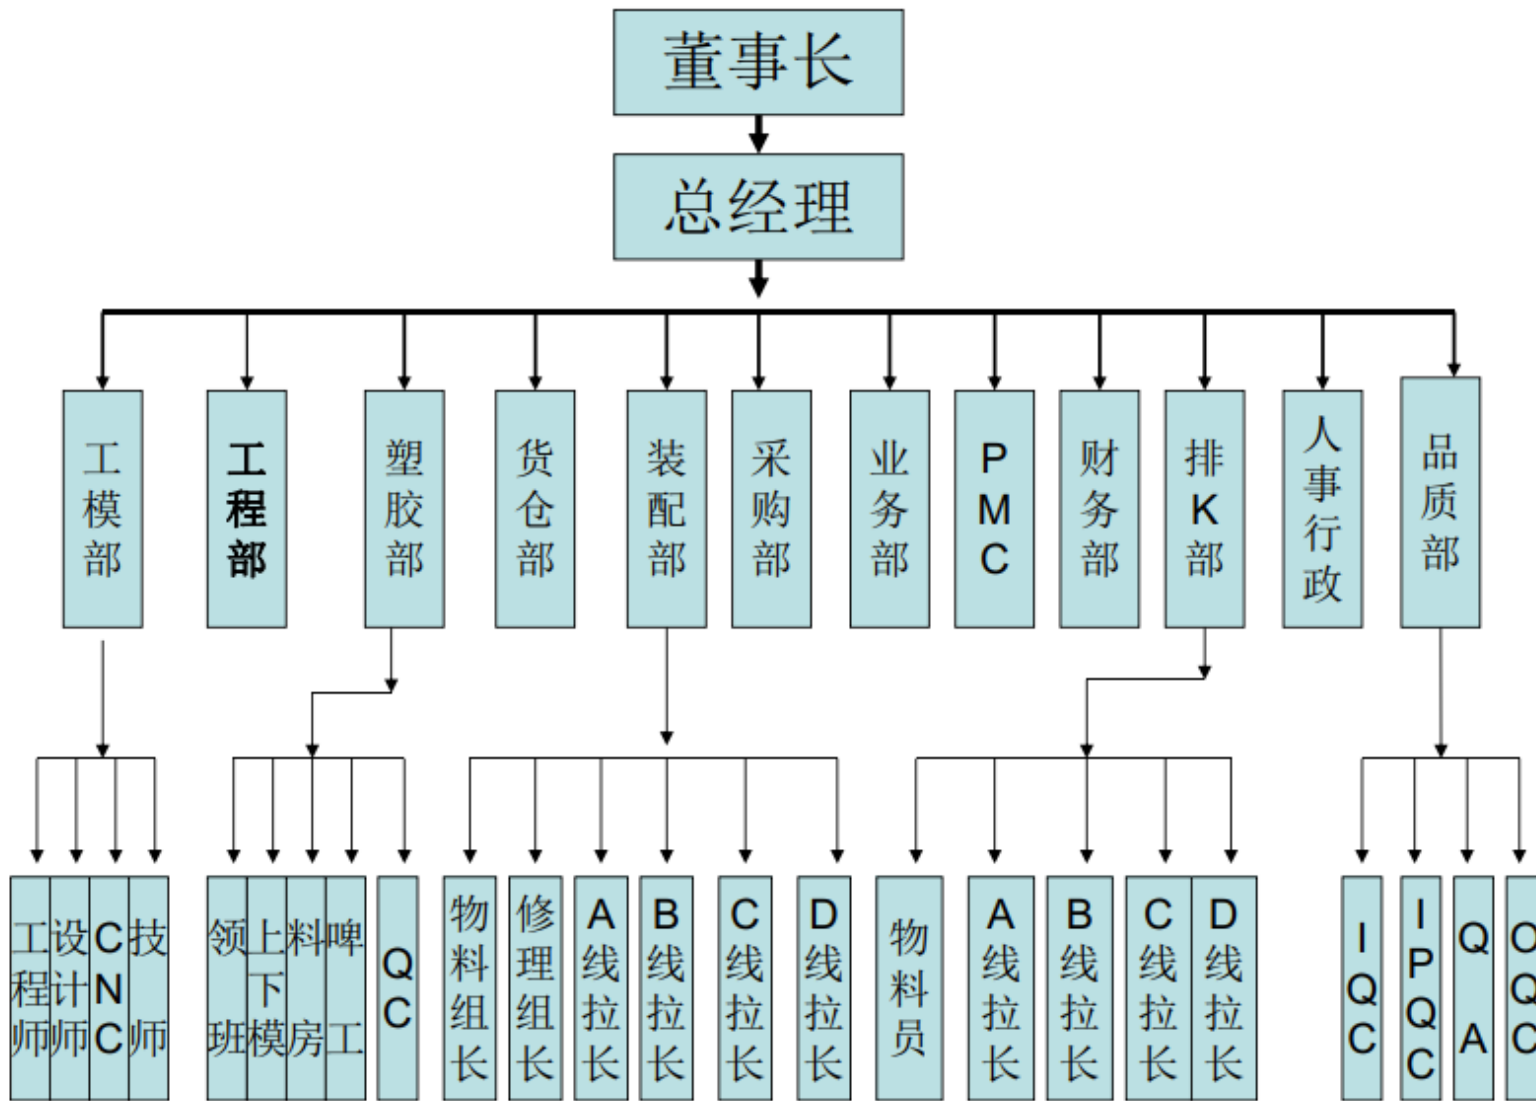 董事长
总经理
工模部
工程部
塑胶部
货仓部
装配部
采购部
业务部
PMC
财务部
排K部
人事行政
品质部
工程师
设计师
CNC
技师
领班
上下模
料房
啤工
QC
物料组长
修理组长
A线拉长
B线拉长
C线拉长
D线拉长
物料员
A线拉长
B线拉长
C线拉长
D线拉长
IQC
IPQC
QA
OQC